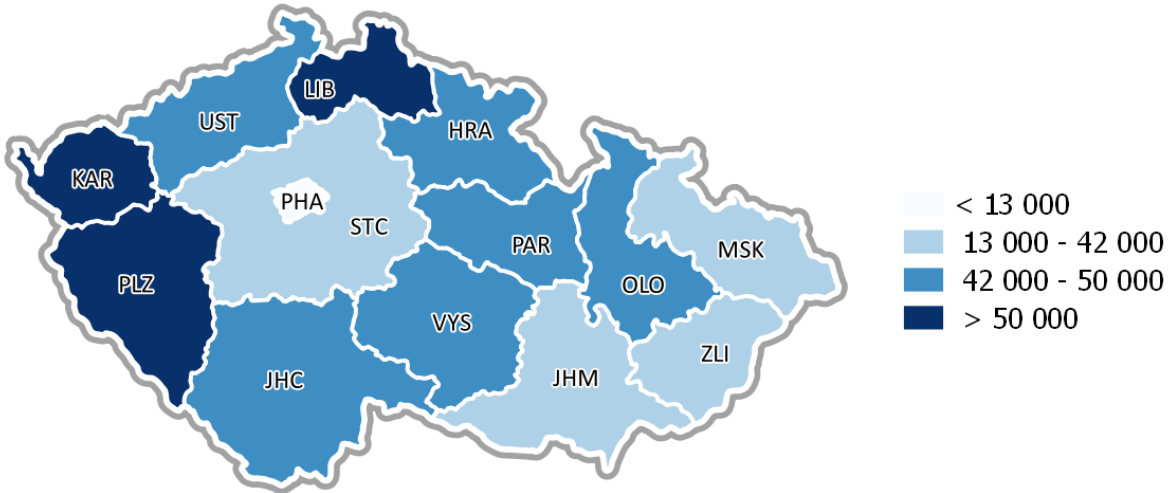 LIB
UST
HRA
KAR
PHA
STC
PAR
MSK
PLZ
OLO
VYS
ZLI
JHC
JHM
< 13 000
13 000 - 42 000
42 000 - 50 000
> 50 000